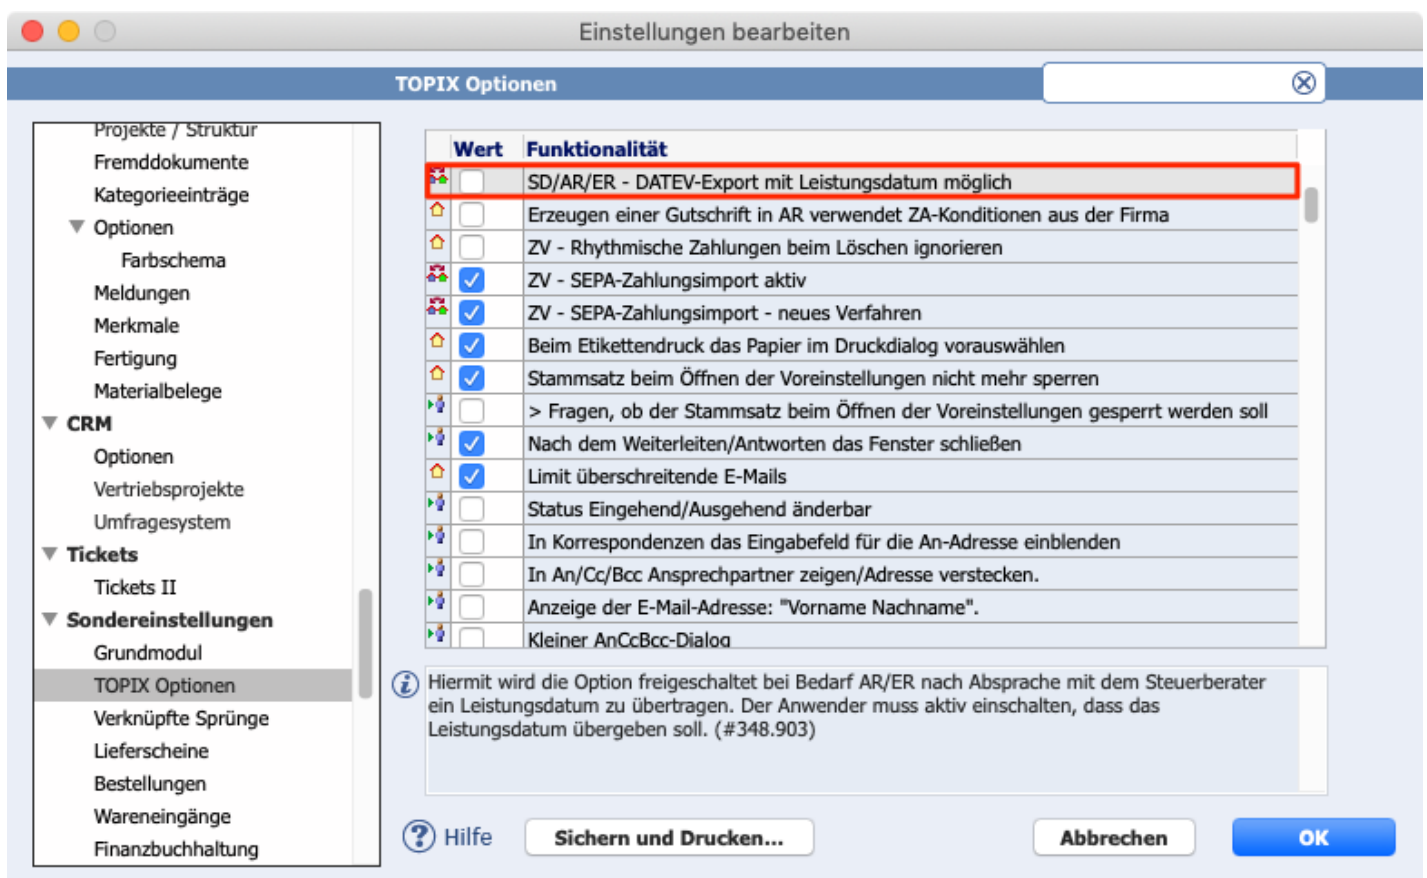 Einstellungen bearbeiten
TOPIX Optionen
Projekte / Struktur
Fremddokumente
Kategorieeinträge
Optionen
Farbschema
Meldungen
Merkmale
Fertigung
Materialbelege
CRM
Optionen
Vertriebsprojekte
Umfragesystem
Tickets
Tickets II
Sondereinstellungen
Grundmodul
TOPIX Optionen
Verknüpfte Sprünge
Lieferscheine
Bestellungen
Wareneingänge
Finanzbuchhaltung
Wert Funktionalität
SD/AR/ER - DATEV-Export mit Leistungsdatum möglich
Erzeugen einer Gutschrift in AR verwendet ZA-Konditionen aus der Firma
ZV - Rhythmische Zahlungen beim Löschen ignorieren
ZV - SEPA-Zahlungsimport aktiv
ZV - SEPA-Zahlungsimport - neues Verfahren
Beim Etikettendruck das Papier im Druckdialog vorauswählen
Stammsatz beim Öffnen der Voreinstellungen nicht mehr sperren
> Fragen, ob der Stammsatz beim Öffnen der Voreinstellungen gesperrt werden soll
Nach dem Weiterleiten/Antworten das Fenster schließen
Limit überschreitende E-Mails
Status Eingehend/Ausgehend änderbar
In Korrespondenzen das Eingabefeld für die An-Adresse einblenden
In An/Cc/Bcc Ansprechpartner zeigen/Adresse verstecken.
Anzeige der E-Mail-Adresse: "Vorname Nachname".
Kleiner AnCcBcc-Dialog
Hiermit wird die Option freigeschaltet bei Bedarf AR/ER nach Absprache mit dem Steuerberater
ein Leistungsdatum zu übertragen. Der Anwender muss aktiv einschalten, dass das
Leistungsdatum übergeben soll. (#348.903)
? Hilfe
Sichern und Drucken...
Abbrechen
OK